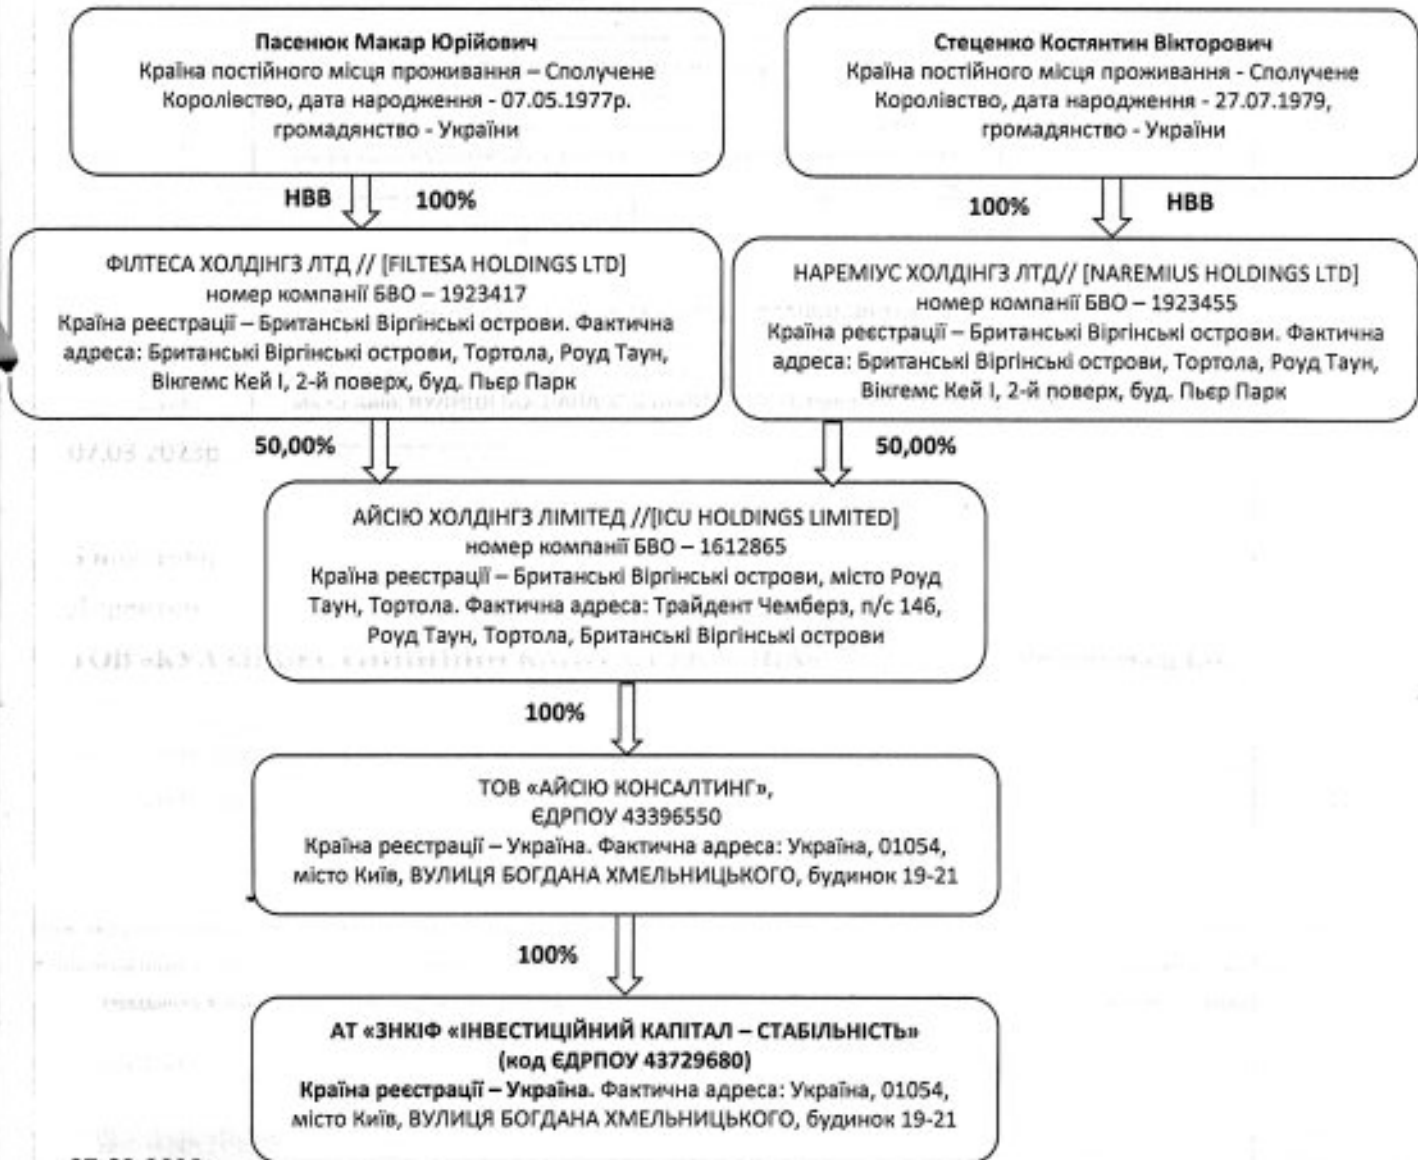 Пасенюк Макар Юрійович
Країна постійного місця проживання – Сполучене
Королівство, дата народження - 07.05.1977р.
громадянство - України
Стеценко Костянтин Вікторович
Країна постійного місця проживання - Сполучене
Королівство, дата народження - 27.07.1979,
громадянство - України
НВВ 100%
100% НВВ
ФІЛТЕСА ХОЛДІНГЗ ЛТД // [FILTESA HOLDINGS LTD]
номер компанії БВО – 1923417
Країна реєстрації – Британські Віргінські острови. Фактична
адреса: Британські Віргінські острови, Тортола, Роуд Таун,
Вікгемс Кей І, 2-й поверх, буд. Пьєр Парк
НАРЕМІУС ХОЛДІНГЗ ЛТД// [NAREMIUS HOLDINGS LTD]
номер компанії БВО – 1923455
Країна реєстрації – Британські Віргінські острови. Фактична
адреса: Британські Віргінські острови, Тортола, Роуд Таун,
Вікгемс Кей І, 2-й поверх, буд. Пьєр Парк
50,00%
50,00%
АЙСІЮ ХОЛДІНГЗ ЛІМІТЕД //[ICU HOLDINGS LIMITED]
номер компанії БВО – 1612865
Країна реєстрації – Британські Віргінські острови, місто Роуд
Таун, Тортола. Фактична адреса: Трайдент Чемберз, п/с 146,
Роуд Таун, Тортола, Британські Віргінські острови
100%
ТОВ «АЙСІЮ КОНСАЛТИНГ»,
ЄДРПОУ 43396550
Країна реєстрації – Україна. Фактична адреса: Україна, 01054,
місто Київ, ВУЛИЦЯ БОГДАНА ХМЕЛЬНИЦЬКОГО, будинок 19-21
100%
АТ «ЗНКІФ «ІНВЕСТИЦІЙНИЙ КАПІТАЛ – СТАБІЛЬНІСТЬ»
(код ЄДРПОУ 43729680)
Країна реєстрації – Україна. Фактична адреса: Україна, 01054,
місто Київ, ВУЛИЦЯ БОГДАНА ХМЕЛЬНИЦЬКОГО, будинок 19-21